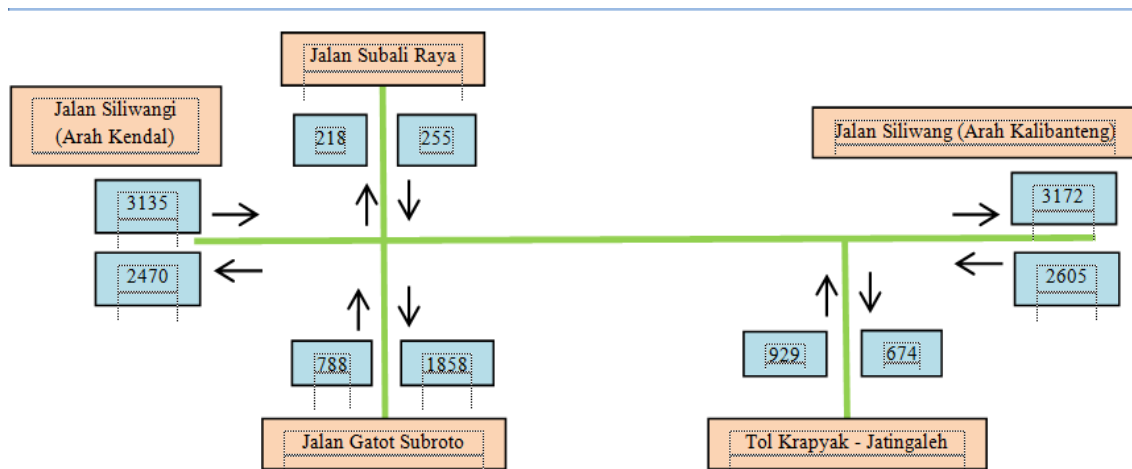 Jalan Subali Raya
Jalan Siliwangi
(Arah Kendal)
218
255
Jalan Siliwang (Arah Kalibanteng)
3135
3172
2470
2605
788
1858
929
674
Jalan Gatot Subroto
Tol Krapyak - Jatingaleh